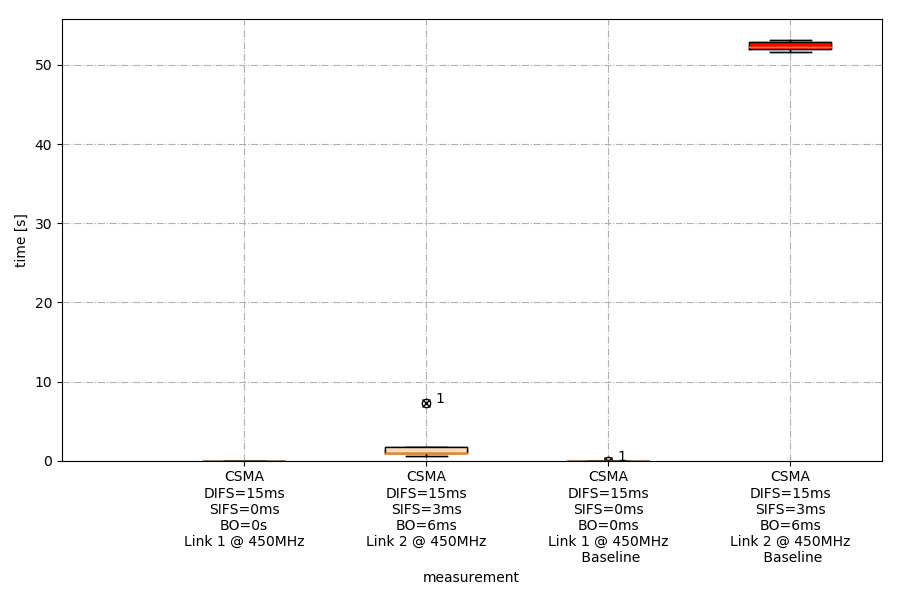 time [s]
50
40
30
20
10
0
1
1
CSMA
DIFS=15ms
SIFS=0ms
BO=0s
Link 1 @ 450MHz
CSMA
DIFS=15ms
SIFS=3ms
BO=6ms
Link 2 @ 450MHz
CSMA
DIFS=15ms
SIFS=0ms
BO=0ms
Link 1 @ 450MHz
Baseline
CSMA
DIFS=15ms
SIFS=3ms
BO=6ms
Link 2 @ 450MHz
Baseline
measurement